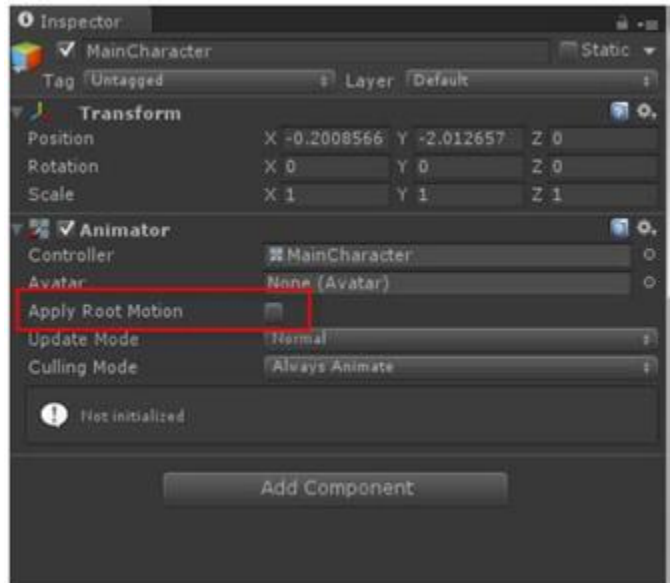 Inspector
MainCharacter Static
Tag Untagged Layer Default
Transform
Position X -0.2008566 Y -2.012657 Z 0
Rotation X 0 Y 0 Z 0
Scale X 1 Y 1 Z 1
Animator
Controller MainCharacter
Avatar None (Avatar)
Apply Root Motion
Update Mode Normal
Culling Mode Always Animate
Not initialized
Add Component